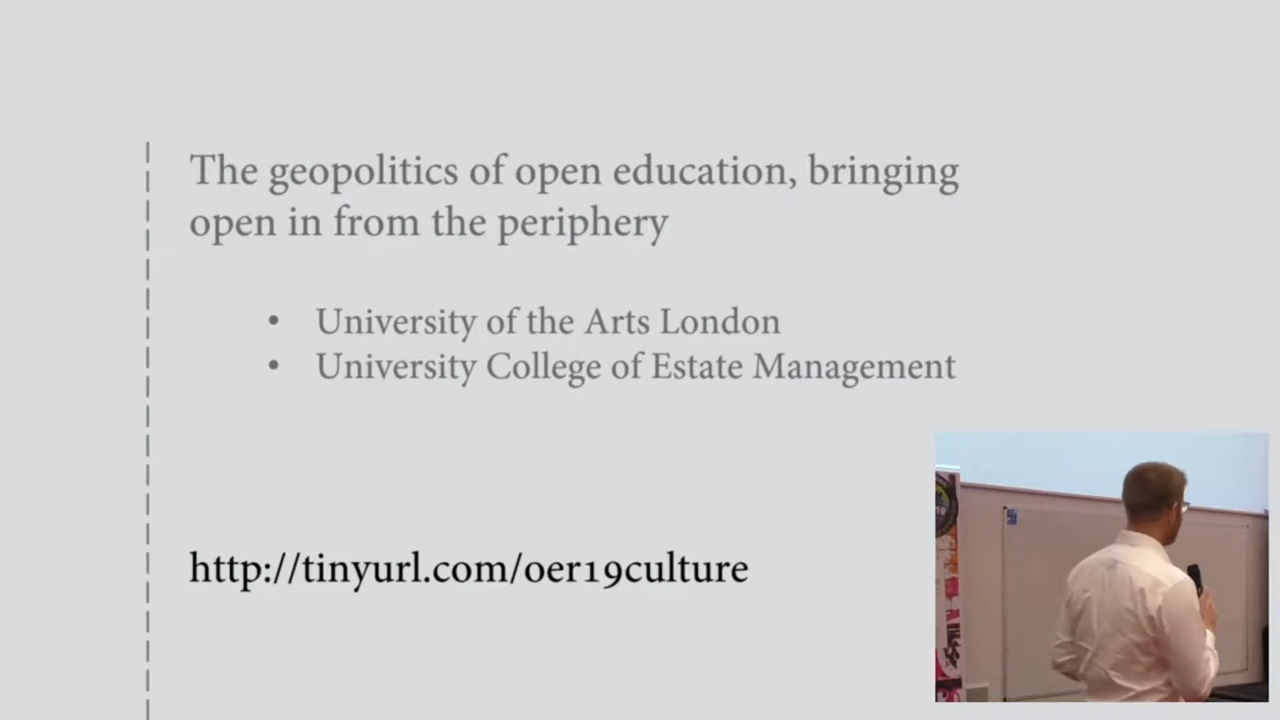 The geopolitics of open education, bringing
open in from the periphery
• University of the Arts London
• University College of Estate Management
http://tinyurl.com/oer19culture